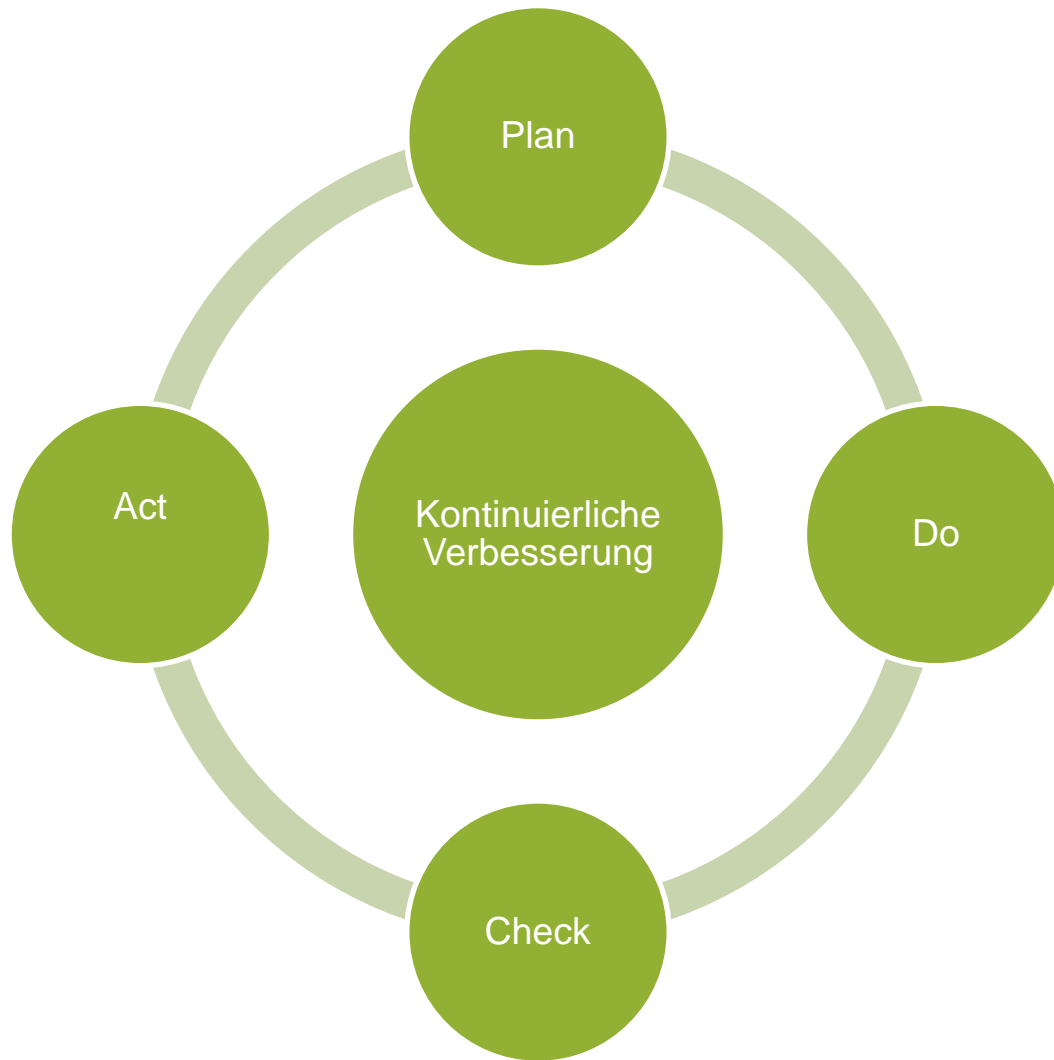 Plan
Act
Kontinuierliche
Verbesserung
Do
Check